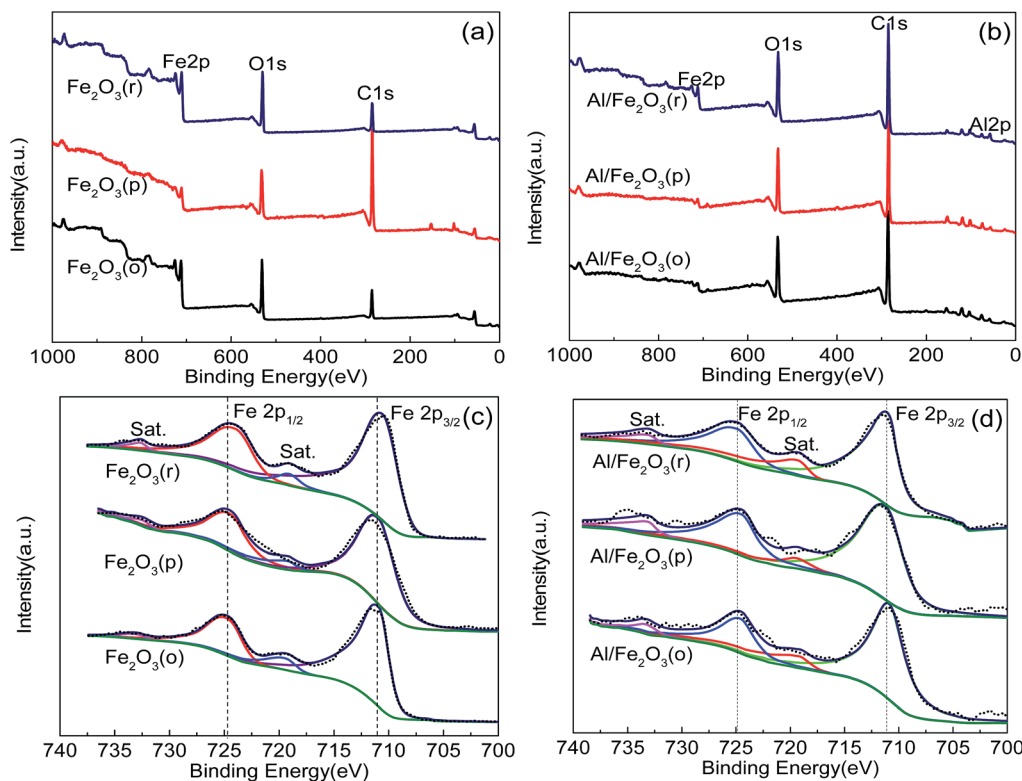 (a)
Fe2p
O1s
C1s
Fe₂O₃(r)
Fe₂O₃(p)
Fe₂O₃(o)
Intensity(a.u.)
1000 800 600 400 200 0
Binding Energy(eV)
(b)
Fe2p
O1s
C1s
Al2p
Al/Fe₂O₃(r)
Al/Fe₂O₃(p)
Al/Fe₂O₃(o)
Intensity(a.u.)
1000 800 600 400 200 0
Binding Energy(eV)
(c)
Fe 2p₁/₂
Fe 2p₃/₂
Sat.
Sat.
Fe₂O₃(r)
Fe₂O₃(p)
Fe₂O₃(o)
Intensity(a.u.)
740 735 730 725 720 715 710 705 700
Binding Energy(eV)
(d)
Fe 2p₁/₂
Fe 2p₃/₂
Sat.
Sat.
Al/Fe₂O₃(r)
Al/Fe₂O₃(p)
Al/Fe₂O₃(o)
Intensity(a.u.)
740 735 730 725 720 715 710 705 700
Binding Energy(eV)